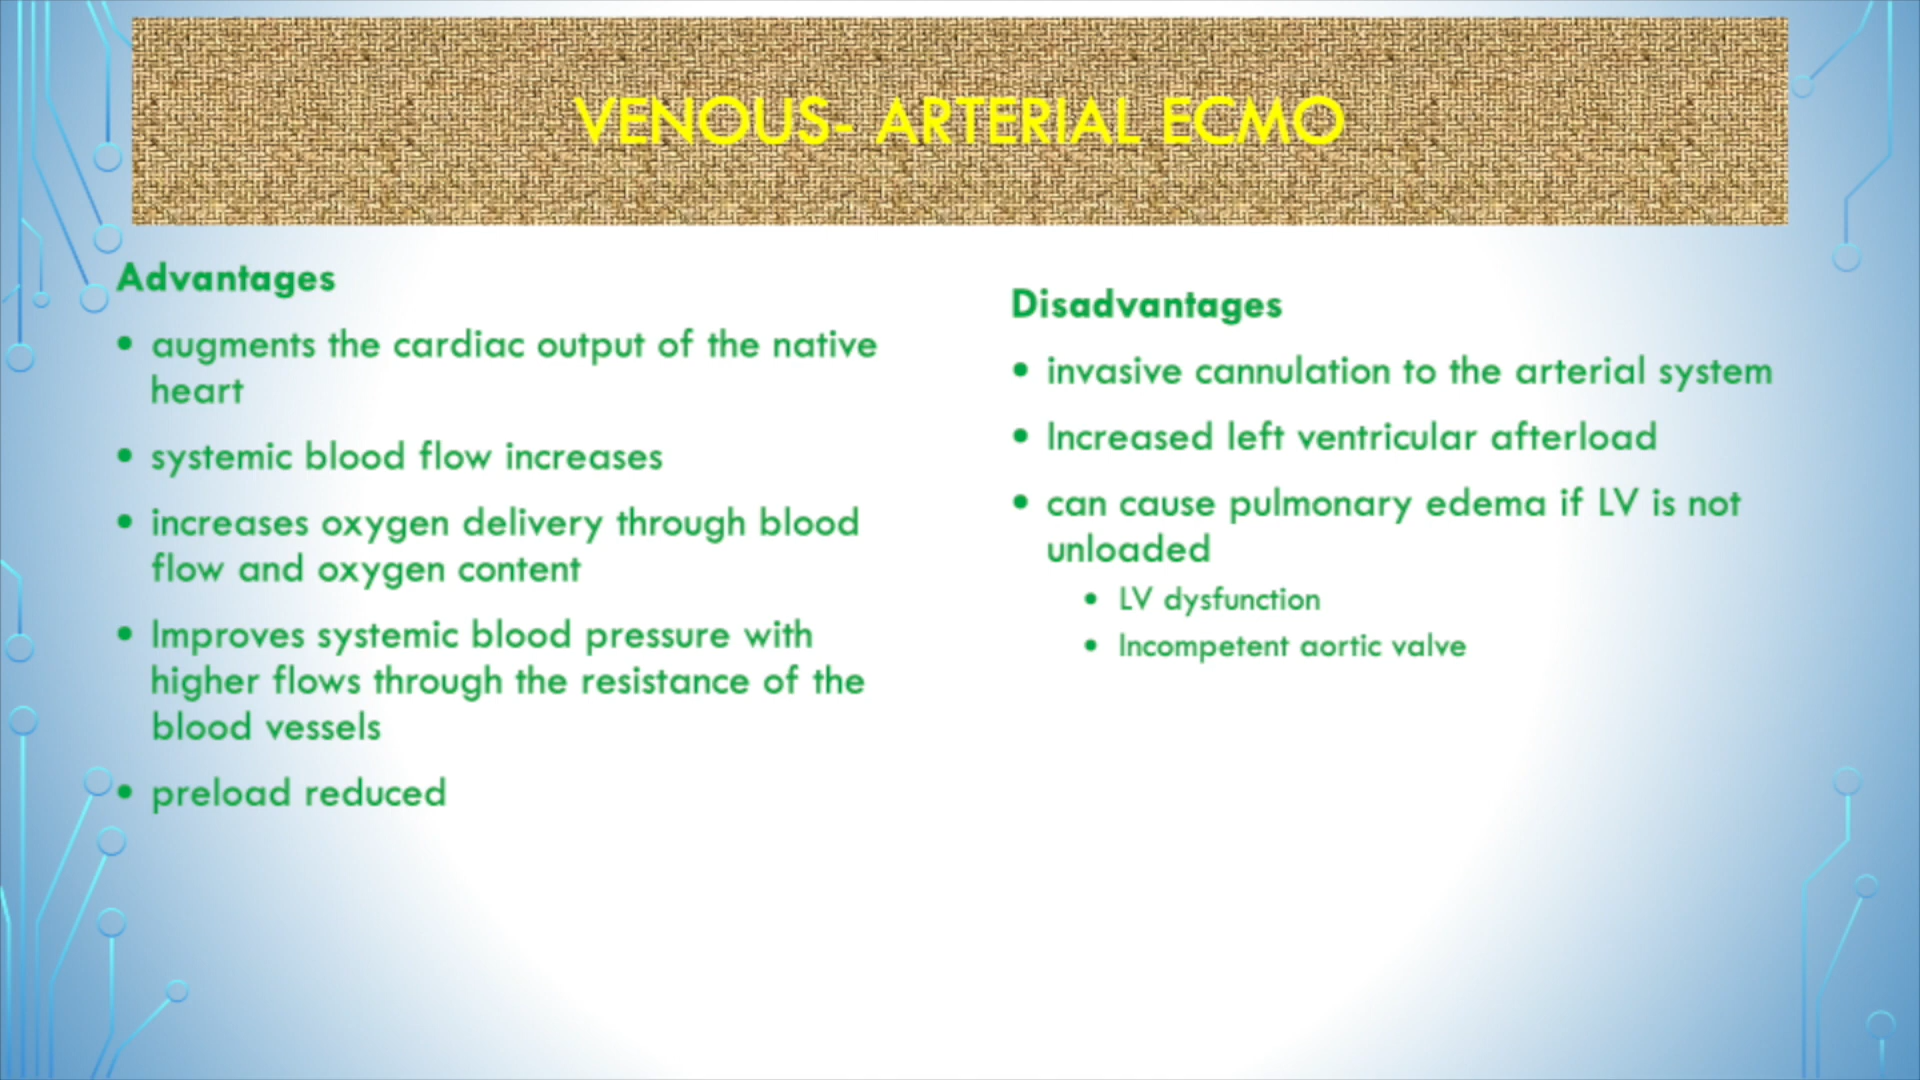 VENOUS- ARTERIAL ECMO
Advantages
• augments the cardiac output of the native
heart
• systemic blood flow increases
• increases oxygen delivery through blood
flow and oxygen content
• Improves systemic blood pressure with
higher flows through the resistance of the
blood vessels
• preload reduced
Disadvantages
• invasive cannulation to the arterial system
• Increased left ventricular afterload
• can cause pulmonary edema if LV is not
unloaded
• LV dysfunction
• Incompetent aortic valve